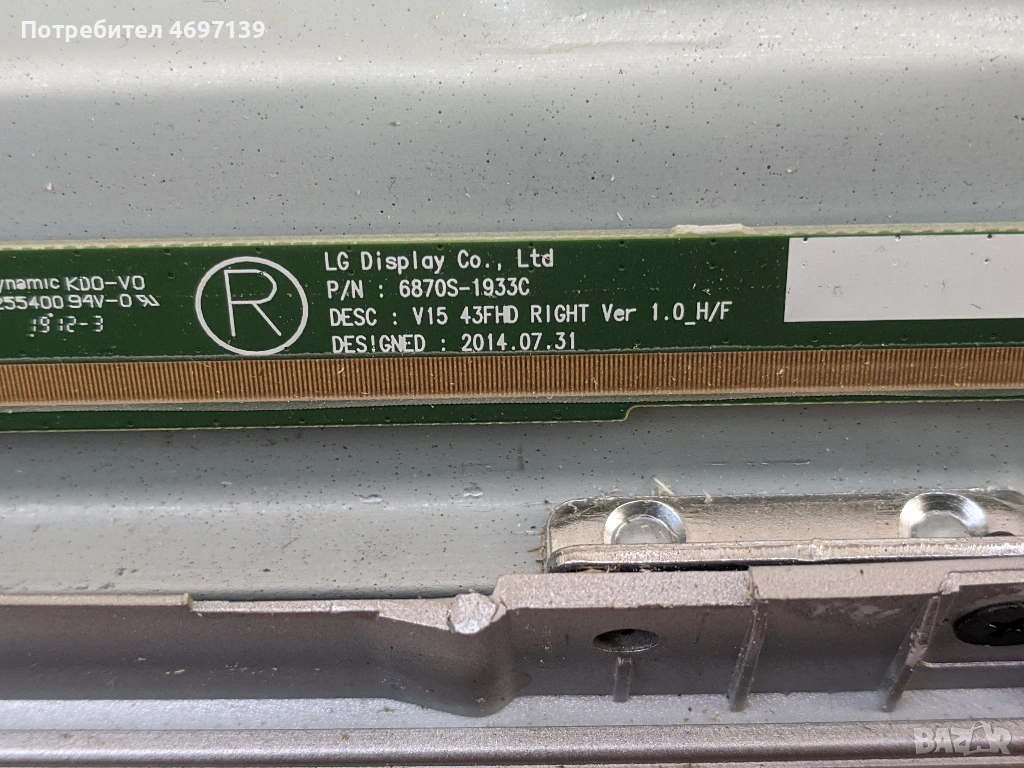 Потребител 4697139
LG Display Co., Ltd
P/N : 6870S-1933C
DESC : V15 43FHD RIGHT Ver 1.0_H/F
DESIGNED : 2014.07.31
R
ynamic KDO-VO
255400 94V-0
1912-3
BAZAR